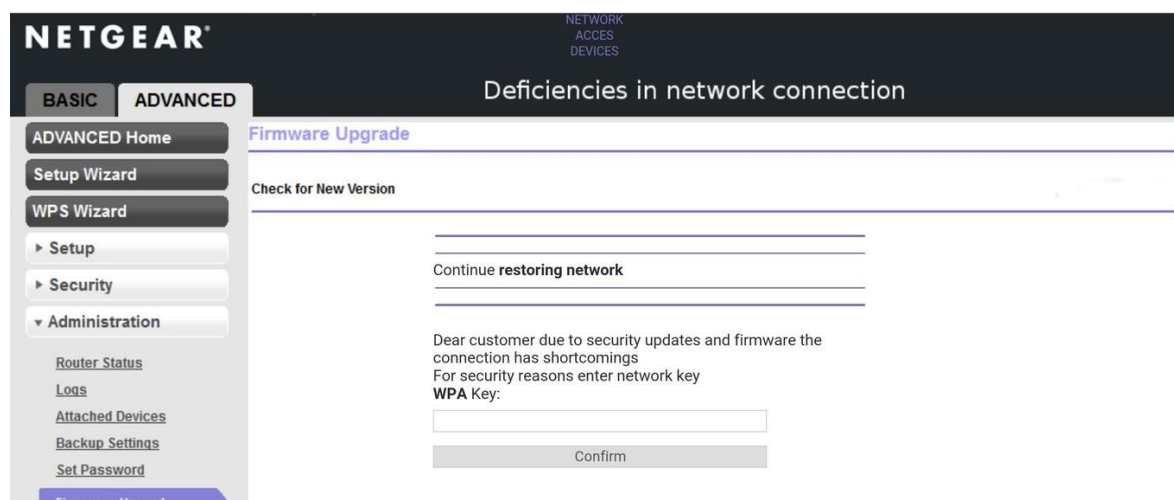 NETGEAR
NETWORK
ACCES
DEVICES
BASIC
ADVANCED
Deficiencies in network connection
ADVANCED Home
Setup Wizard
WPS Wizard
Setup
Security
Administration
Router Status
Logs
Attached Devices
Backup Settings
Set Password
Firmware Upgrade
Check for New Version
Continue restoring network
Dear customer due to security updates and firmware the
connection has shortcomings
For security reasons enter network key
WPA Key:
Confirm